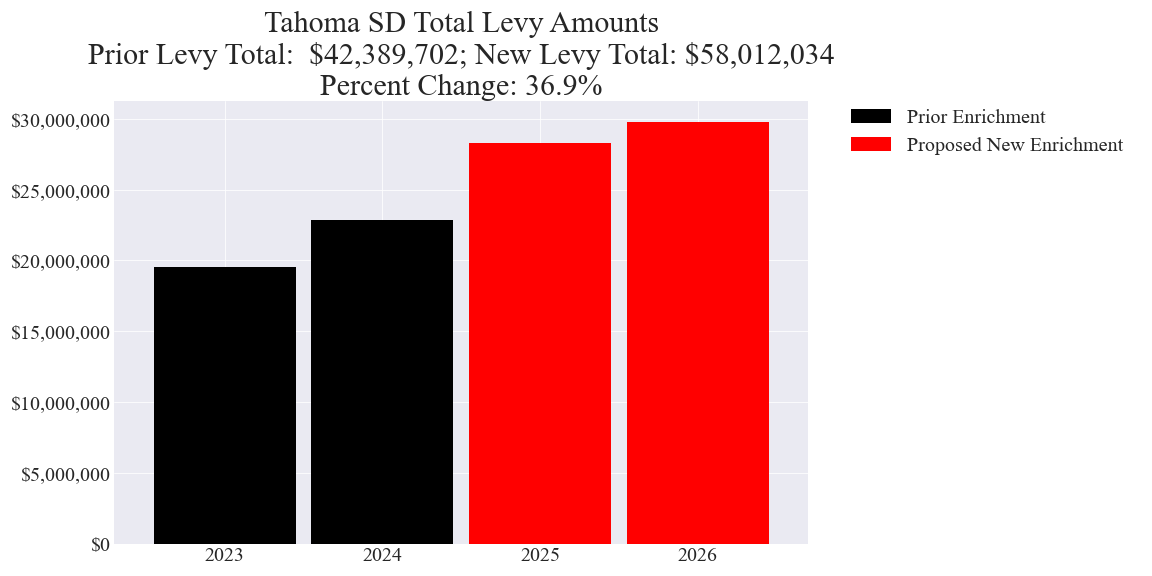 Tahoma SD Total Levy Amounts
Prior Levy Total:  $42,389,702; New Levy Total: $58,012,034
Percent Change: 36.9%
Prior Enrichment
Proposed New Enrichment
$30,000,000
$25,000,000
$20,000,000
$15,000,000
$10,000,000
$5,000,000
$0
2023 2024 2025 2026